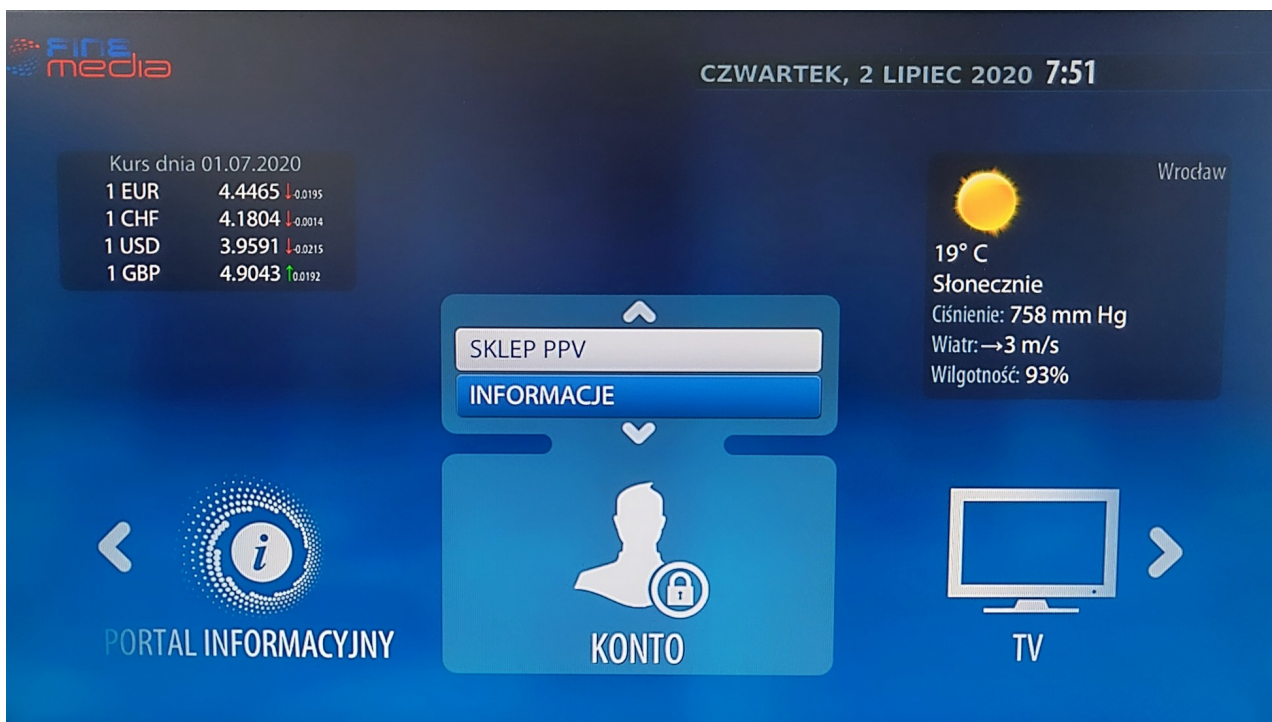 FINE
media
CZWARTEK, 2 LIPIEC 2020 7:51
Kurs dnia 01.07.2020
1 EUR 4.4465 ↓-0.0195
1 CHF 4.1804 ↓-0.0014
1 USD 3.9591 ↓-0.0215
1 GBP 4.9043 ↑0.0192
Wrocław
19° C
Słonecznie
Ciśnienie: 758 mm Hg
Wiatr:→3 m/s
Wilgotność: 93%
SKLEP PPV
INFORMACJE
i
PORTAL INFORMACYJNY
KONTO
TV